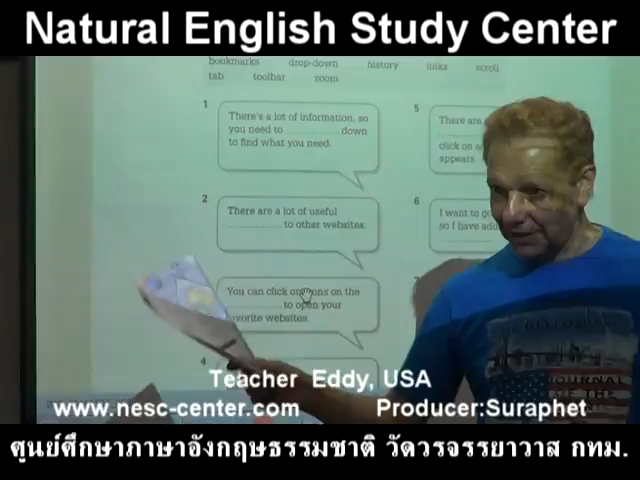 Natural English Study Center
bookmarks drop-down history links scroll
tab toolbar zoom
1
There's a lot of information, so
you need to ............... down
to find what you need.
2
There are a lot of useful
............... to other websites.
You can click on icons on the
............... to open your
favorite websites.
4
5
There are
click on a
appears.
6
I want to go
so I have add
Teacher Eddy, USA
www.nesc-center.com Producer:Suraphet
JOURNAL
OF THE
ศูนย์ศึกษาภาษาอังกฤษธรรมชาติ วัดวรจรรยาวาส กทม.